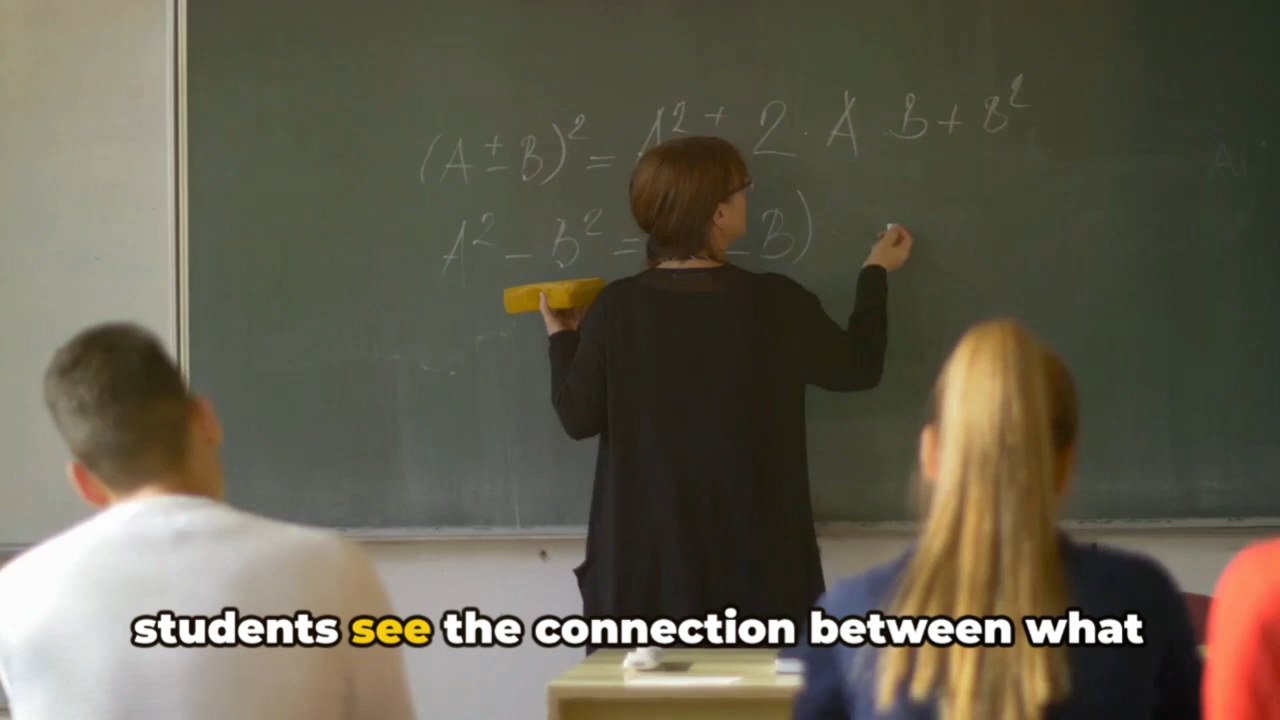 (A ± B)² = A² ± 2 · A · B + B²
A² – B² = – B)
students see the connection between what